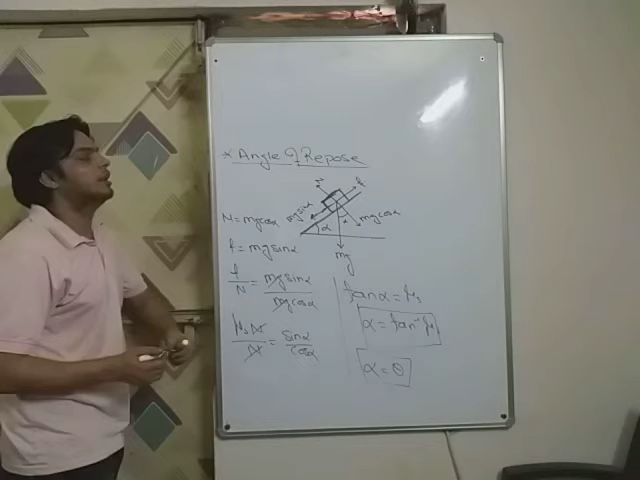 * Angle of Repose
N
f
mg sinα
α
mg cosα
mg
N = mg cosα
f = mg sinα
f/N = mg sinα/mg cosα
μs N/N = sinα/cosα
tanα = μs
α = tan⁻¹ μs
α = θ